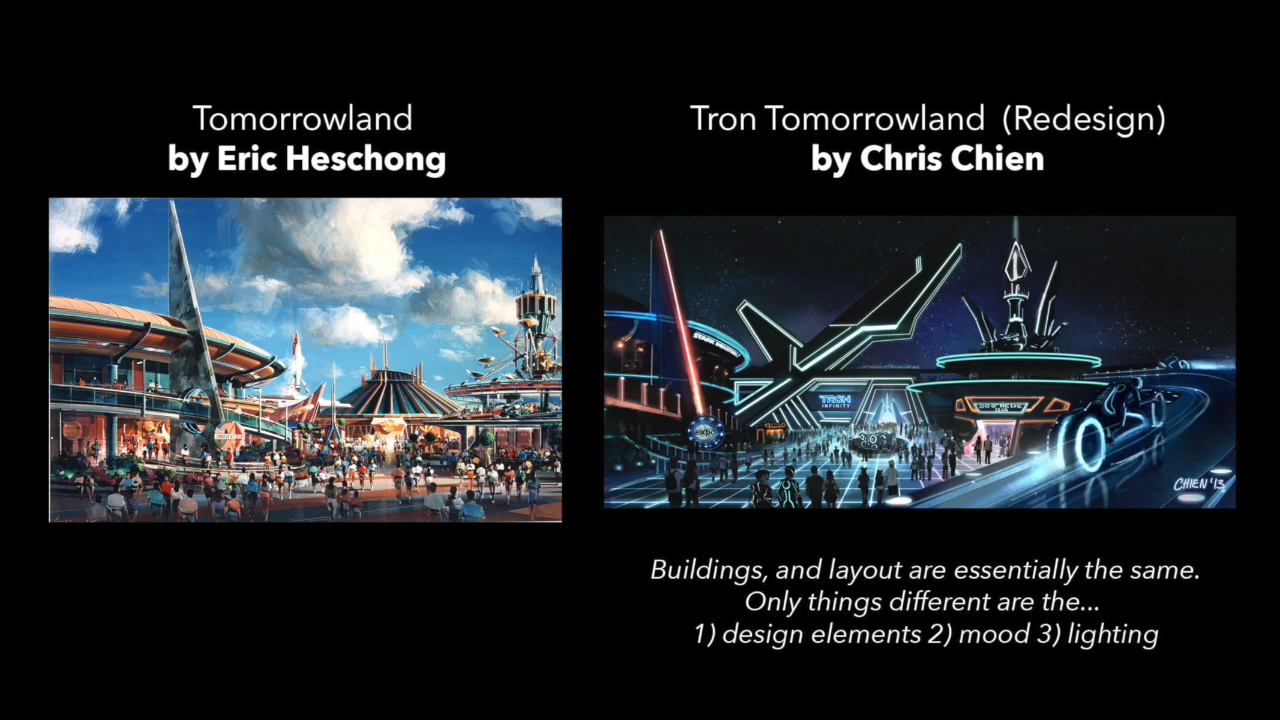 Tomorrowland
by Eric Heschong
Tron Tomorrowland (Redesign)
by Chris Chien
TRON
INFINITY
expo
CHIEN '13
Buildings, and layout are essentially the same.
Only things different are the...
1) design elements 2) mood 3) lighting